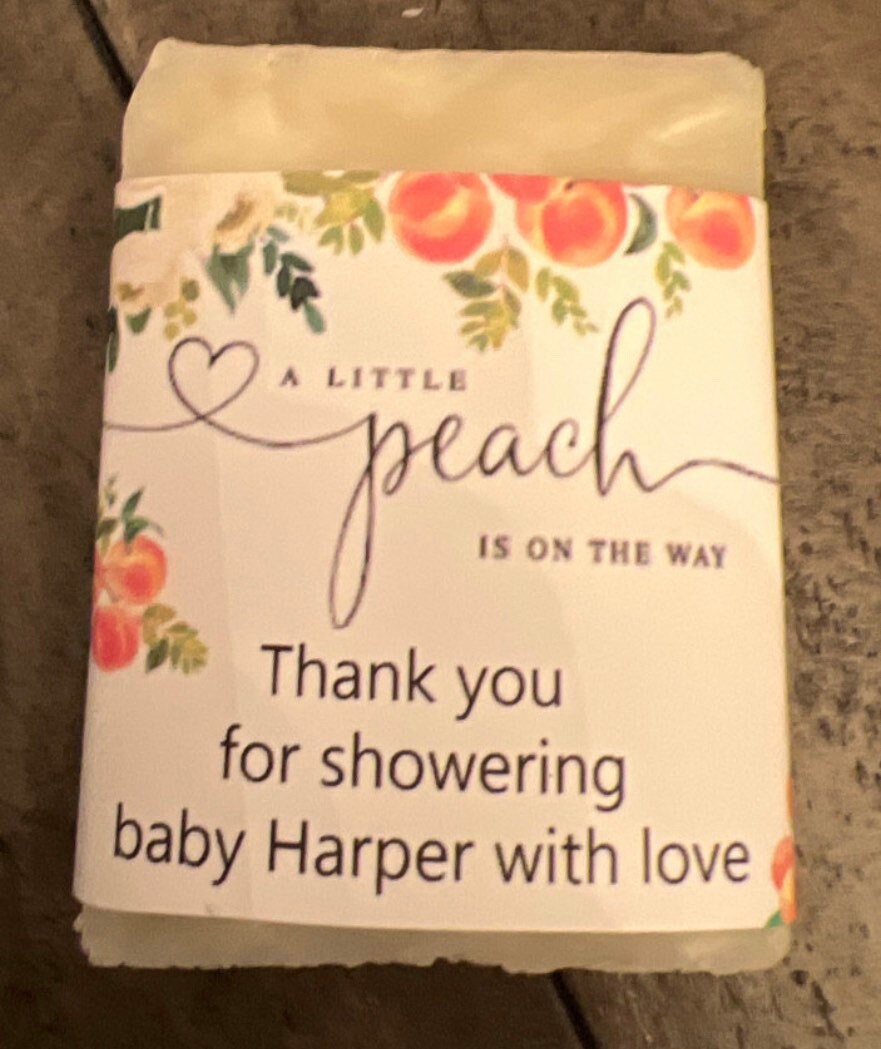 A LITTLE
peach
IS ON THE WAY
Thank you
for showering
baby Harper with love